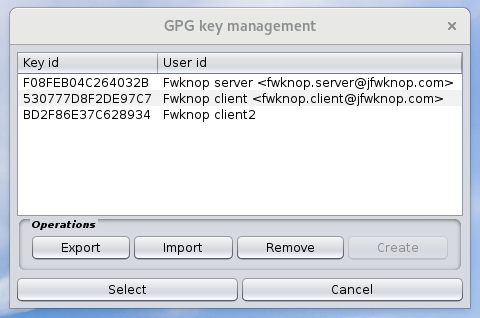 GPG key management
Key id User id
F08FEB04C264032B Fwknop server <fwknop.server@jfwknop.com>
530777D8F2DE97C7 Fwknop client <fwknop.client@jfwknop.com>
BD2F86E37C628934 Fwknop client2
Operations
Export Import Remove Create
Select Cancel